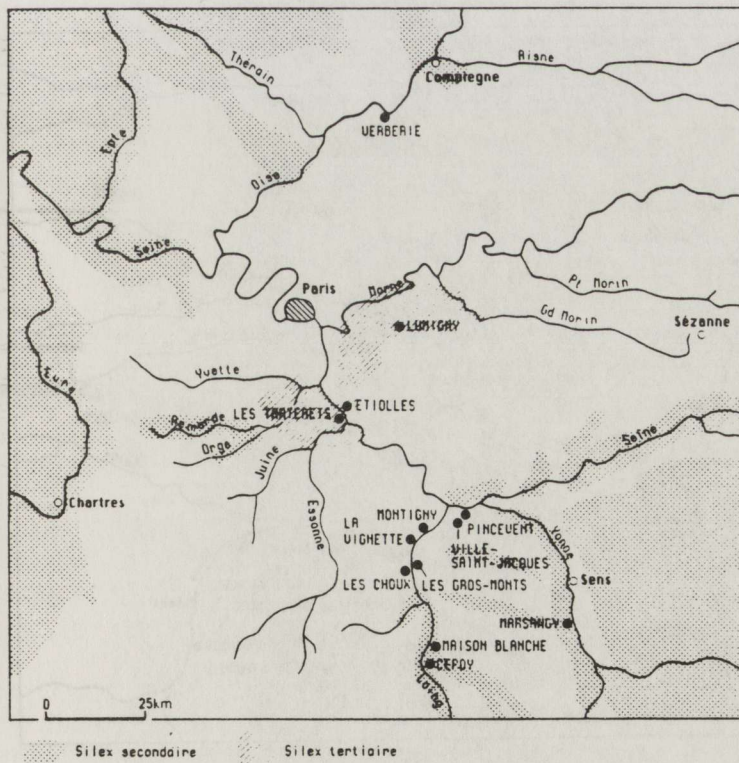 Thérain
Compiegne
Aisne
VERBERIE
Epte
Oise
Seine
Paris
Marne
Pt Morin
LUMIGNY
Gd Morin
Sézanne
Yvette
Eure
ETIOLLES
Remarde
LES TARTERETS
Orge
Seine
Juine
Chartres
Essonne
MONTIGNY
PINCEVENT
LA
VIGNETTE
VILLE-
SAINT-JACQUES
Yonne
LES CHOUX
LES GROS-MONTS
Sens
MARSANGY
MAISON BLANCHE
CEPOY
Loing
0
25km
Silex secondaire
Silex tertiaire